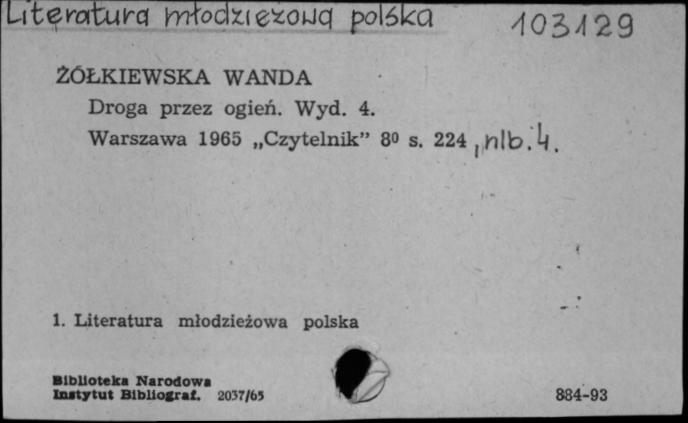 Literatura młodzieżowa polska 103129
ŻÓŁKIEWSKA WANDA
Droga przez ogień. Wyd. 4.
Warszawa 1965 „Czytelnik” 8⁰ s. 224, nlb. 4.
1. Literatura młodzieżowa polska
Biblioteka Narodowa
Instytut Bibliograf. 2037/65 884-93